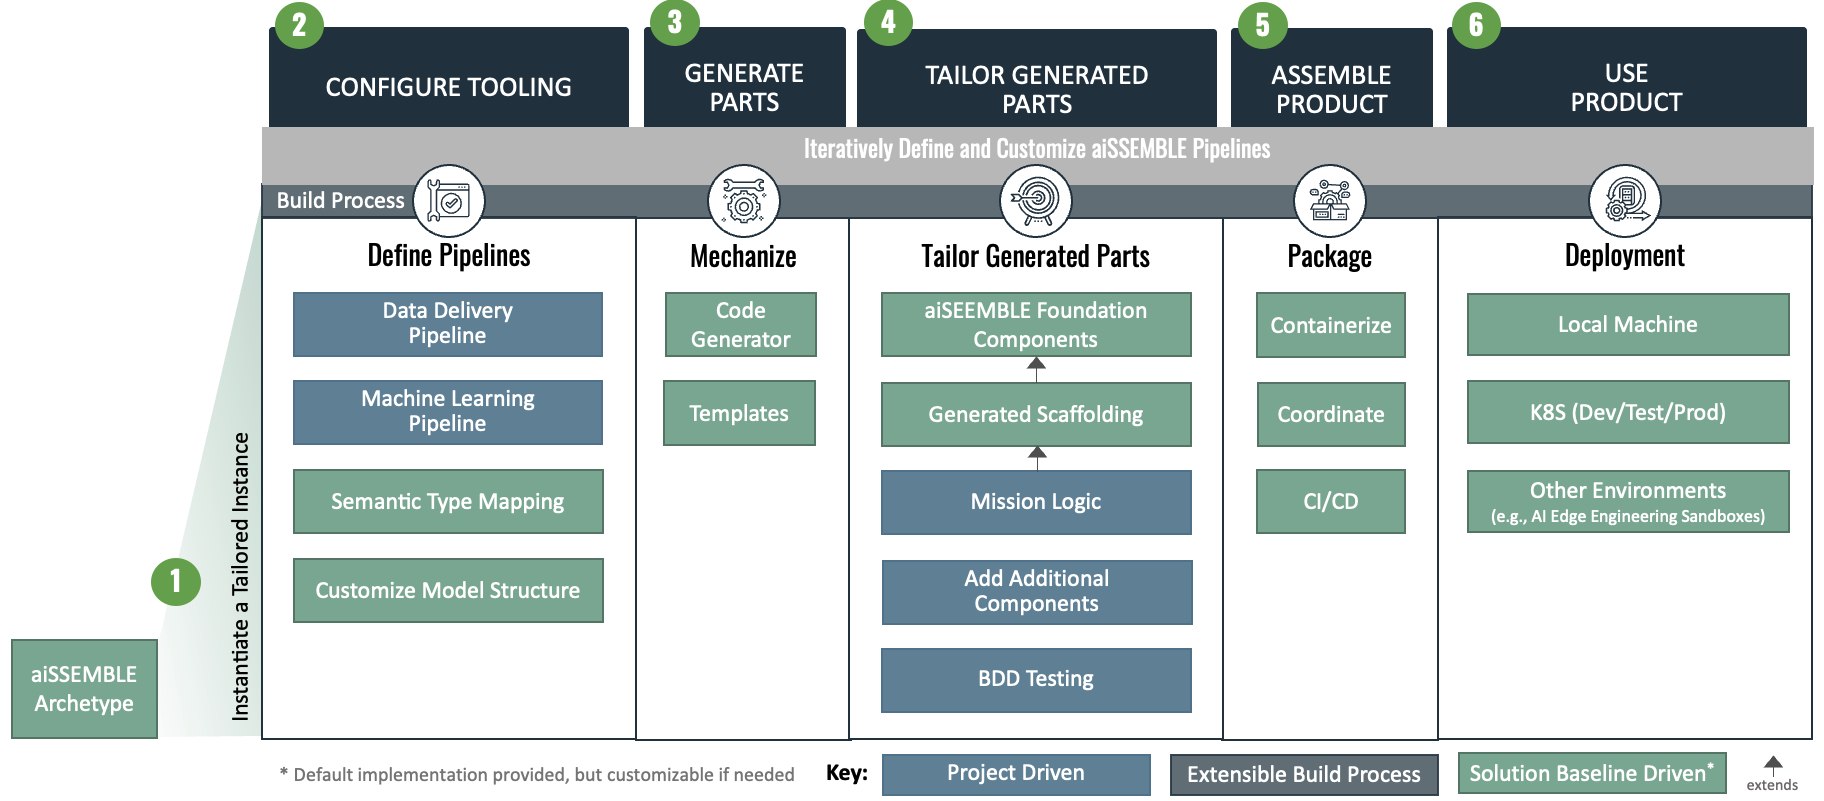 2
CONFIGURE TOOLING
3
GENERATE
PARTS
4
TAILOR GENERATED
PARTS
5
ASSEMBLE
PRODUCT
6
USE
PRODUCT
Iteratively Define and Customize aiSSEMBLE Pipelines
Build Process
Define Pipelines
Data Delivery
Pipeline
Machine Learning
Pipeline
Semantic Type Mapping
Customize Model Structure
Mechanize
Code
Generator
Templates
Tailor Generated Parts
aiSEEMBLE Foundation
Components
Generated Scaffolding
Mission Logic
Add Additional
Components
BDD Testing
Package
Containerize
Coordinate
CI/CD
Deployment
Local Machine
K8S (Dev/Test/Prod)
Other Environments
(e.g., AI Edge Engineering Sandboxes)
1
Instantiate a Tailored Instance
aiSSEMBLE
Archetype
* Default implementation provided, but customizable if needed
Key:
Project Driven
Extensible Build Process
Solution Baseline Driven*
extends